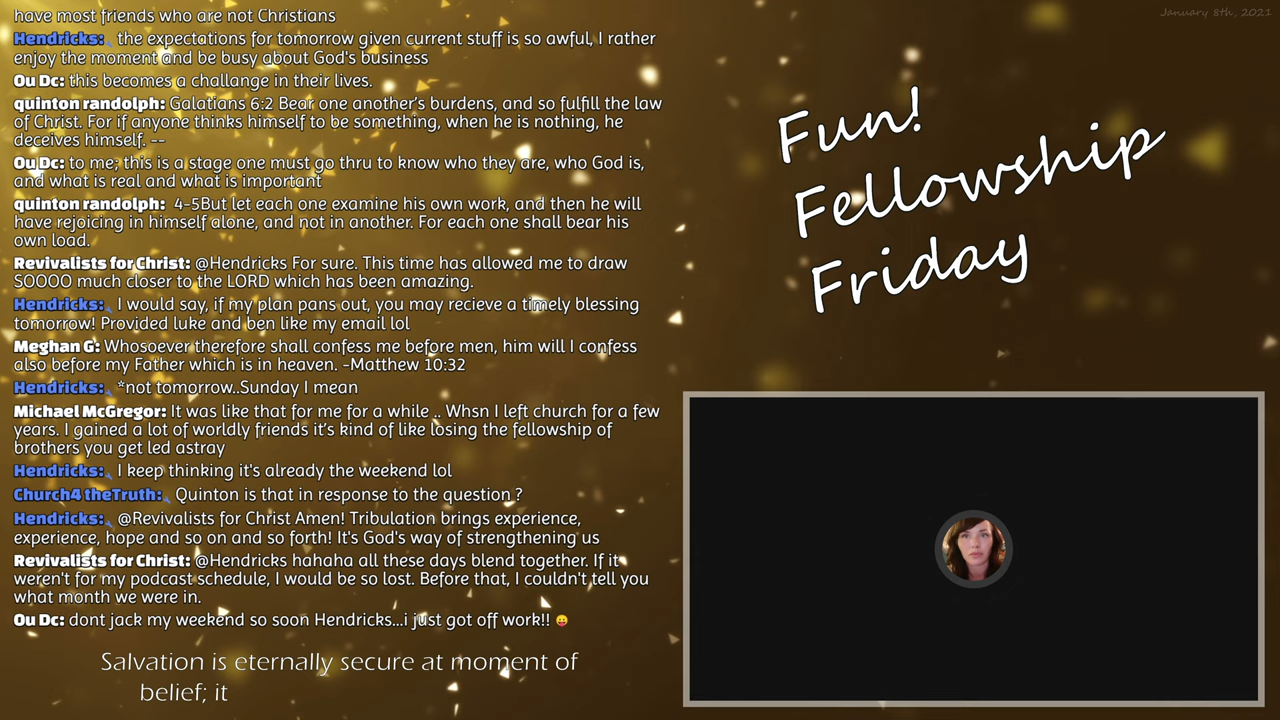 have most friends who are not Christians
Hendricks: the expectations for tomorrow given current stuff is so awful, I rather
enjoy the moment and be busy about God's business
Ou Dc: this becomes a challange in their lives.
quinton randolph: Galatians 6:2 Bear one another's burdens, and so fulfill the law
of Christ. For if anyone thinks himself to be something, when he is nothing, he
deceives himself. --
Ou Dc: to me; this is a stage one must go thru to know who they are, who God is,
and what is real and what is important
quinton randolph: 4-5But let each one examine his own work, and then he will
have rejoicing in himself alone, and not in another. For each one shall bear his
own load.
Revivalists for Christ: @Hendricks For sure. This time has allowed me to draw
SOOOO much closer to the LORD which has been amazing.
Hendricks: I would say, if my plan pans out, you may recieve a timely blessing
tomorrow! Provided luke and ben like my email lol
Meghan G: Whosoever therefore shall confess me before men, him will I confess
also before my Father which is in heaven. -Matthew 10:32
Hendricks: *not tomorrow..Sunday I mean
Michael McGregor: It was like that for me for a while .. Whsn I left church for a few
years. I gained a lot of worldly friends it's kind of like losing the fellowship of
brothers you get led astray
Hendricks: I keep thinking it's already the weekend lol
Church4 theTruth: Quinton is that in response to the question ?
Hendricks: @Revivalists for Christ Amen! Tribulation brings experience,
experience, hope and so on and so forth! It's God's way of strengthening us
Revivalists for Christ: @Hendricks hahaha all these days blend together. If it
weren't for my podcast schedule, I would be so lost. Before that, I couldn't tell you
what month we were in.
Ou Dc: dont jack my weekend so soon Hendricks...i just got off work!! 😛
Salvation is eternally secure at moment of
belief; it
January 8th, 2021
Fun!
Fellowship
Friday